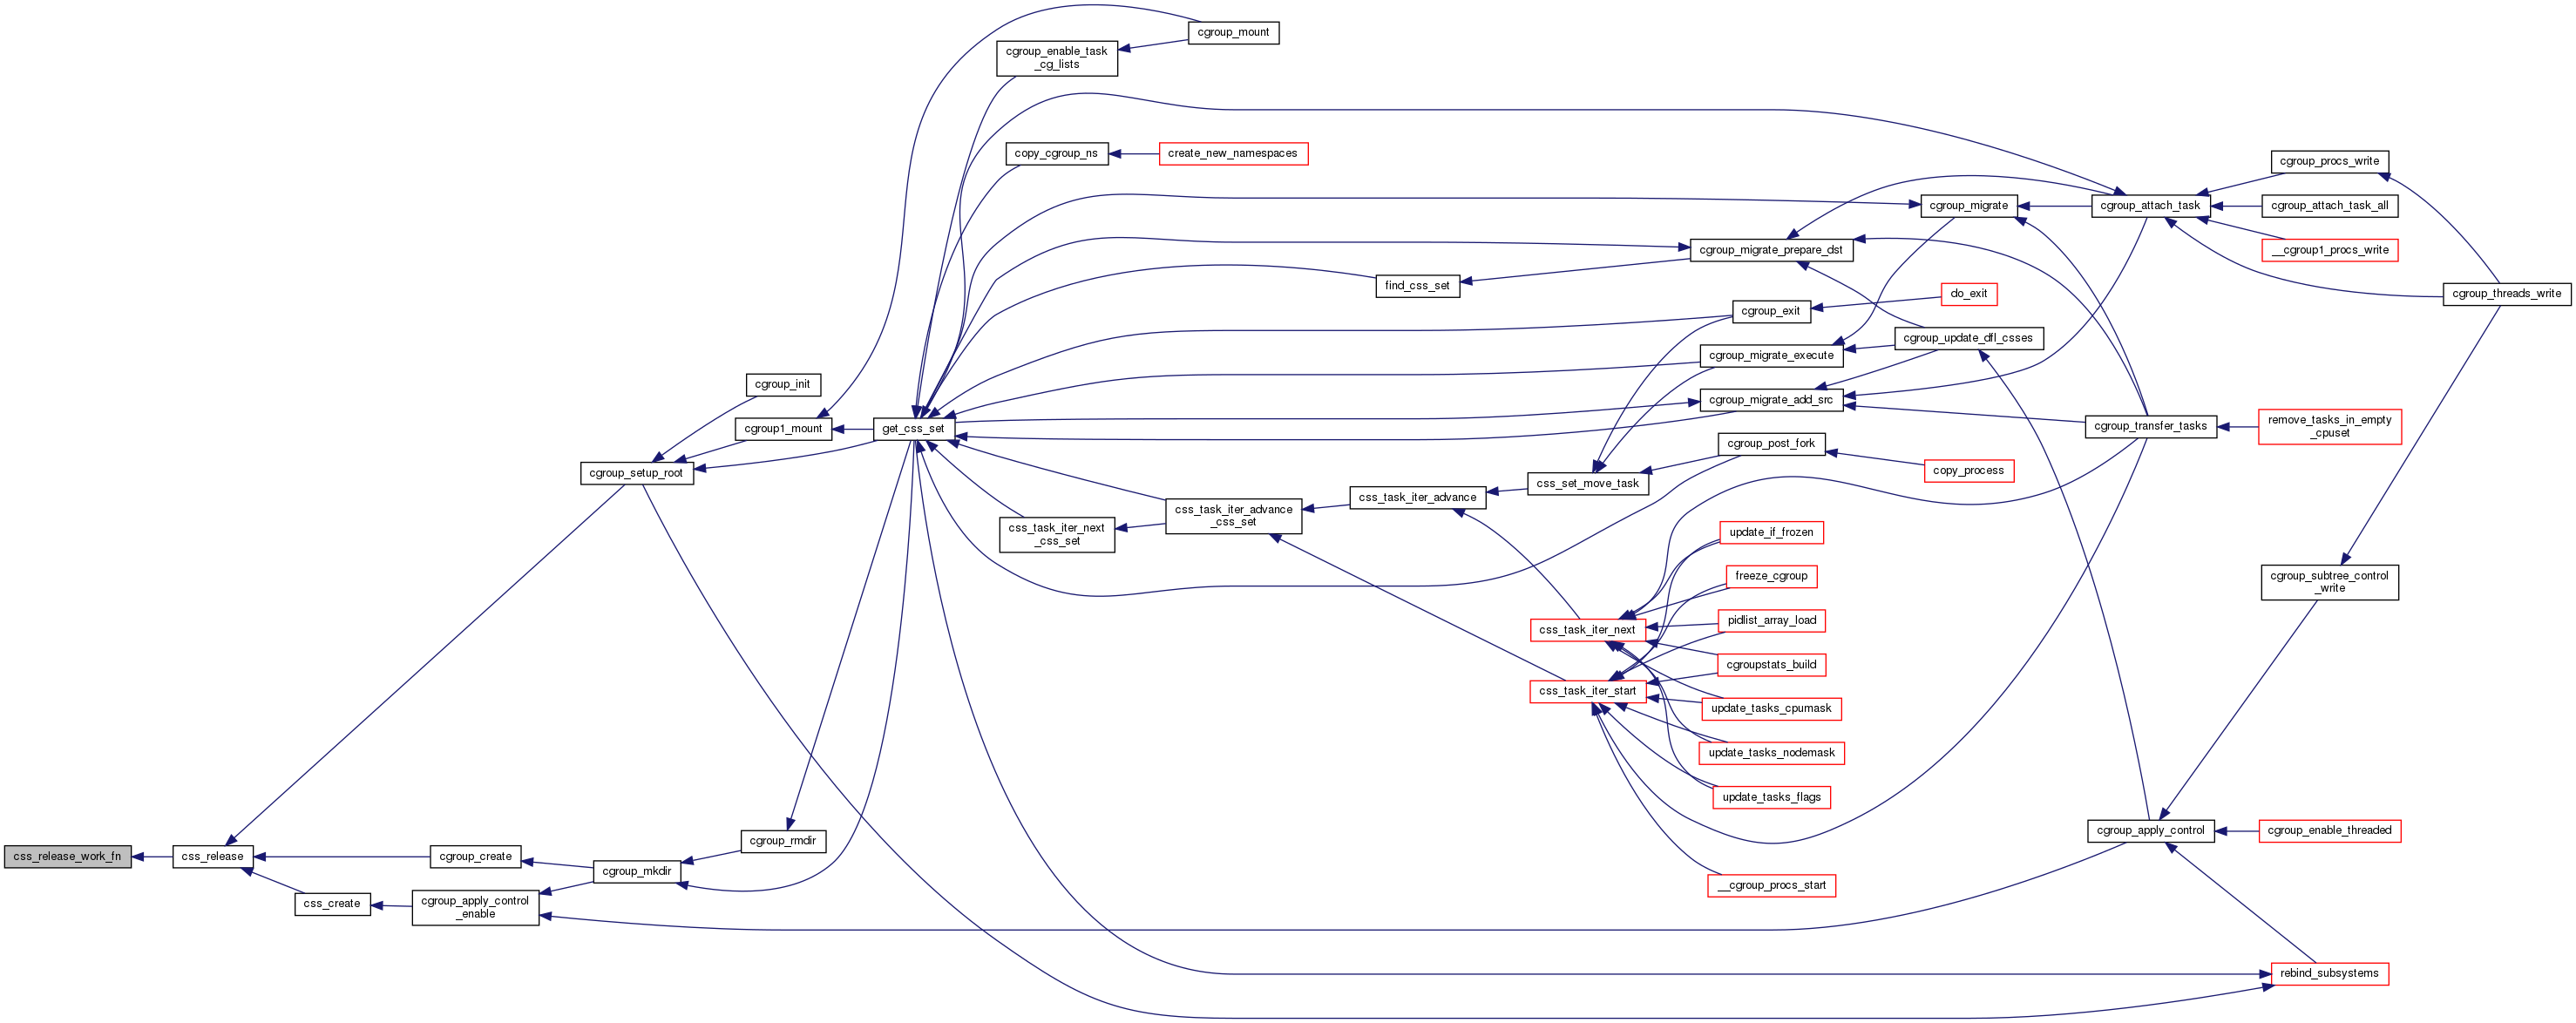 cgroup_mount
cgroup_enable_task
_cg_lists
copy_cgroup_ns
create_new_namespaces
cgroup_procs_write
cgroup_migrate
cgroup_attach_task
cgroup_attach_task_all
cgroup_migrate_prepare_dst
__cgroup1_procs_write
find_css_set
do_exit
cgroup_threads_write
cgroup_exit
cgroup_update_dfl_csses
cgroup_migrate_execute
cgroup_init
cgroup_migrate_add_src
cgroup1_mount
get_css_set
cgroup_transfer_tasks
remove_tasks_in_empty
_cpuset
cgroup_post_fork
cgroup_setup_root
copy_process
css_set_move_task
css_task_iter_advance
css_task_iter_advance
_css_set
css_task_iter_next
_css_set
update_if_frozen
freeze_cgroup
cgroup_subtree_control
_write
pidlist_array_load
css_task_iter_next
cgroupstats_build
css_task_iter_start
update_tasks_cpumask
update_tasks_nodemask
update_tasks_flags
cgroup_apply_control
cgroup_enable_threaded
cgroup_rmdir
css_release_work_fn
css_release
cgroup_create
cgroup_mkdir
__cgroup_procs_start
css_create
cgroup_apply_control
_enable
rebind_subsystems